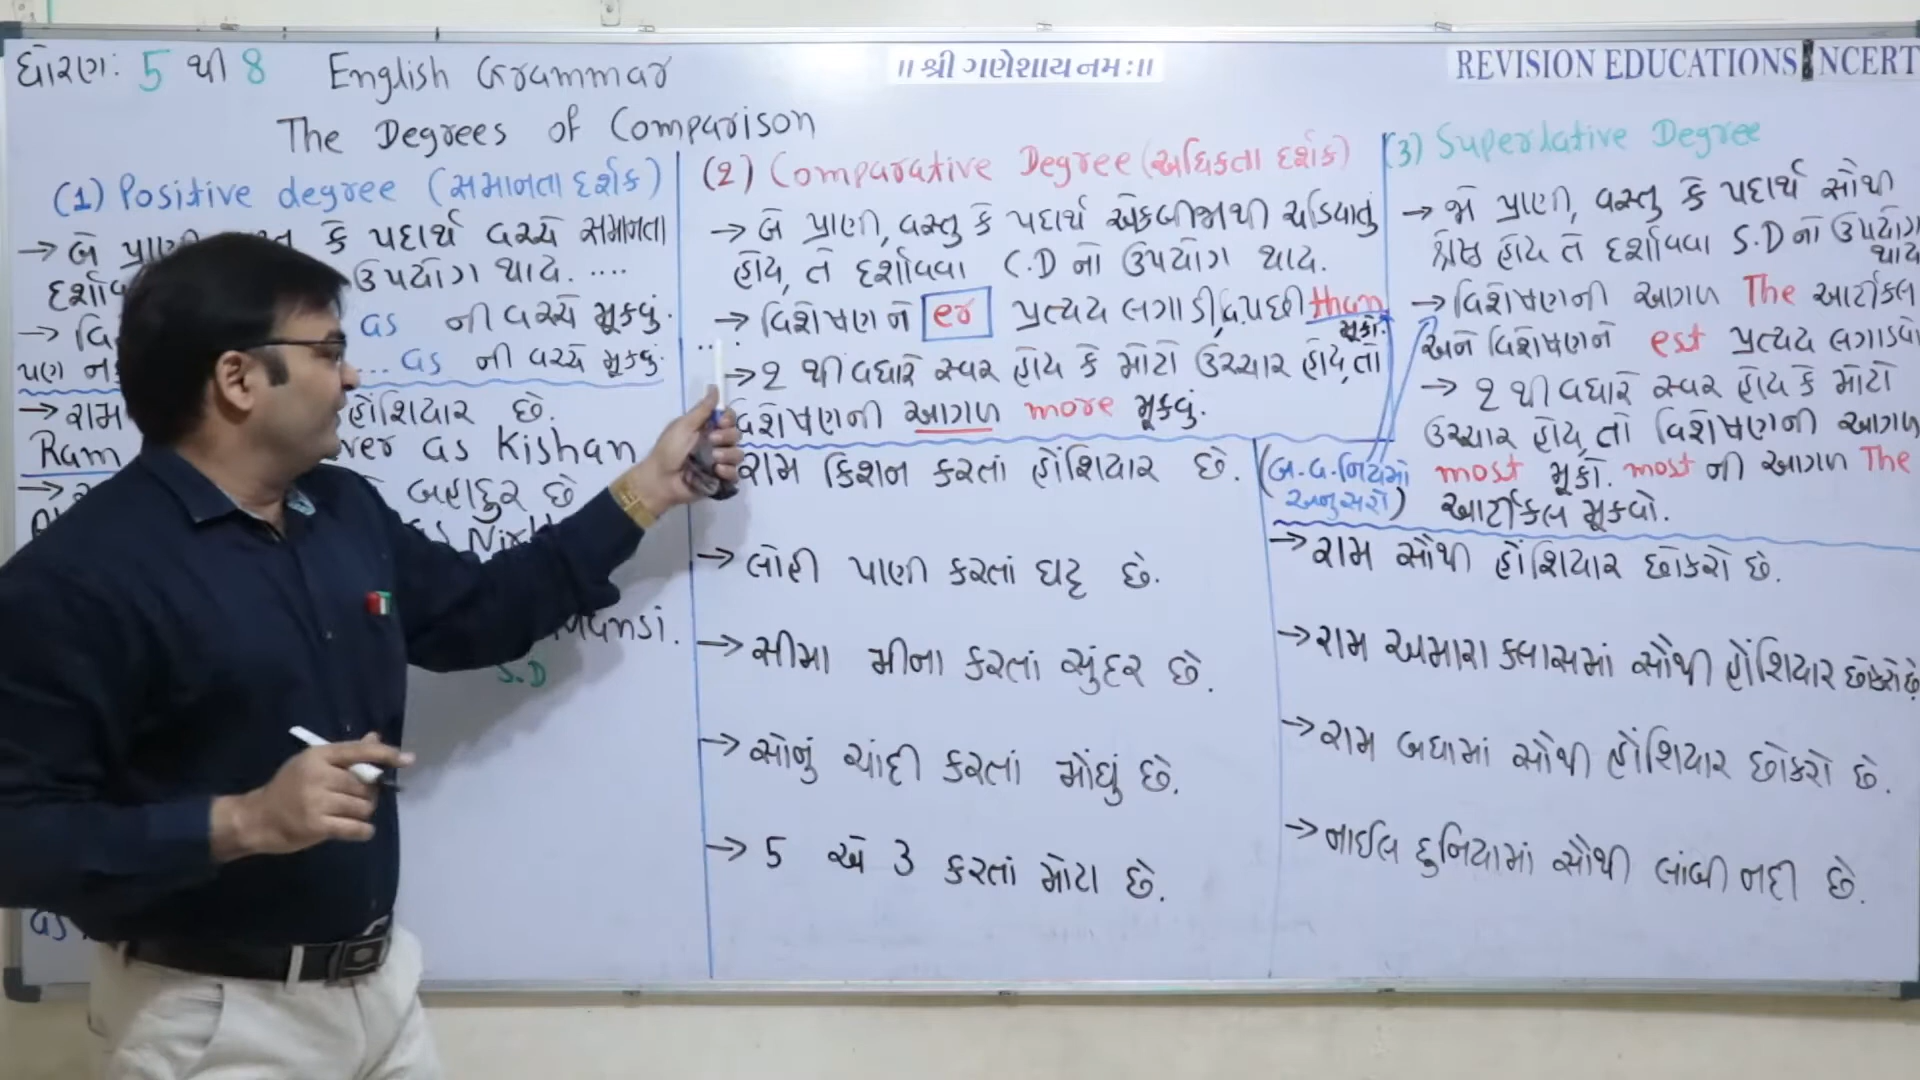 ધોરણ: 5 થી 8 English Grammar
॥ શ્રી ગણેશાય નમઃ ॥
REVISION EDUCATIONS NCERT
The Degrees of Comparison
(1) Positive degree (સમાનતા દર્શક)
→ બે કે પદાર્થ વચ્ચે સમાનતા
ઉપયોગ થાય. ....
→ as ની વચ્ચે મૂકવું.
પણ ... as ની વચ્ચે મૂકવું.
→ રામ હોંશિયાર છે.
Ram as Kishan
→ બહાદુર છે
S.D
as
(2) Comparative Degree (અધિકતા દર્શક)
→ બે પ્રાણી, વસ્તુ કે પદાર્થ એકબીજાથી ચડિયાતું
હોય, તે દર્શાવવા C.D નો ઉપયોગ થાય.
→ વિશેષણને er પ્રત્યય લગાડી, વિ.પછી than
મૂકો.
→ 2 થી વધારે સ્વર હોય કે મોટો ઉચ્ચાર હોય, તો
વિશેષણની આગળ more મૂકવું.
રામ કિશન કરતાં હોંશિયાર છે.
→ લોહી પાણી કરતાં ઘટ્ટ છે.
→ સીમા મીના કરતાં સુંદર છે.
→ સોનું ચાંદી કરતાં મોંઘું છે.
→ 5 એ 3 કરતાં મોટા છે.
(3) Superlative Degree
→ જો પ્રાણી, વસ્તુ કે પદાર્થ સૌથી
શ્રેષ્ઠ હોય તે દર્શાવવા S.D નો ઉપયોગ
થાય
→ વિશેષણની આગળ The આર્ટીકલ
અને વિશેષણને est પ્રત્યય લગાડવો
→ 2 થી વધારે સ્વર હોય કે મોટો
ઉચ્ચાર હોય, તો વિશેષણની આગળ
most મૂકો. most ની આગળ The
આર્ટીકલ મૂકવો.
(બ.વ.નિયમો
અનુસરો)
→ રામ સૌથી હોંશિયાર છોકરો છે.
→ રામ અમારા ક્લાસમાં સૌથી હોંશિયાર છોકરો છે.
→ રામ બધામાં સૌથી હોંશિયાર છોકરો છે.
→ નાઈલ દુનિયામાં સૌથી લાંબી નદી છે.